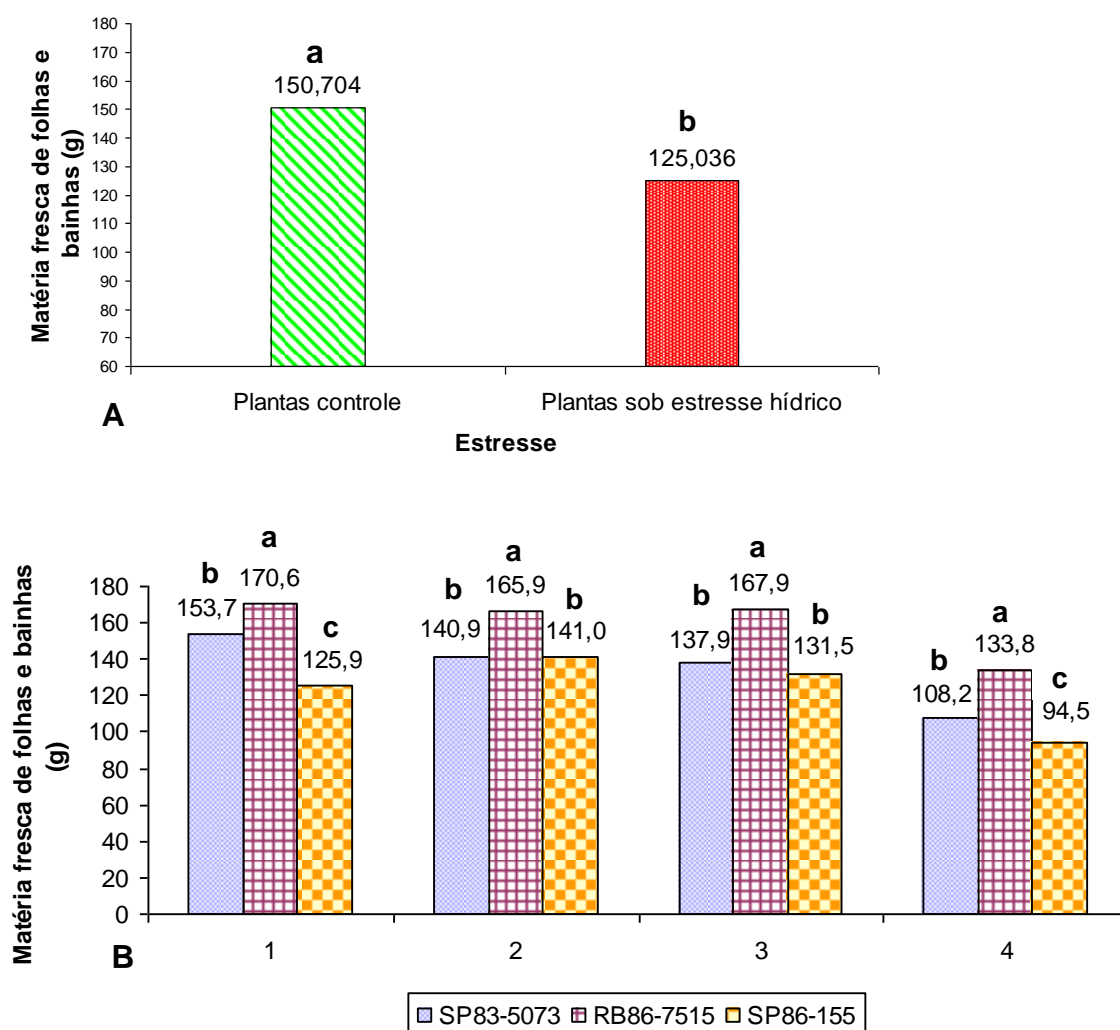 180
170
160
150
140
130
120
110
100
90
80
70
60
Matéria fresca de folhas e
bainhas (g)
a
150,704
b
125,036
Plantas controle
Plantas sob estresse hídrico
A
Estresse
180
160
140
120
100
80
60
40
20
0
Matéria fresca de folhas e bainhas
(g)
b
153,7
a
170,6
c
125,9
b
140,9
a
165,9
b
141,0
b
137,9
a
167,9
b
131,5
b
108,2
a
133,8
c
94,5
B
1
2
3
4
SP83-5073
RB86-7515
SP86-155